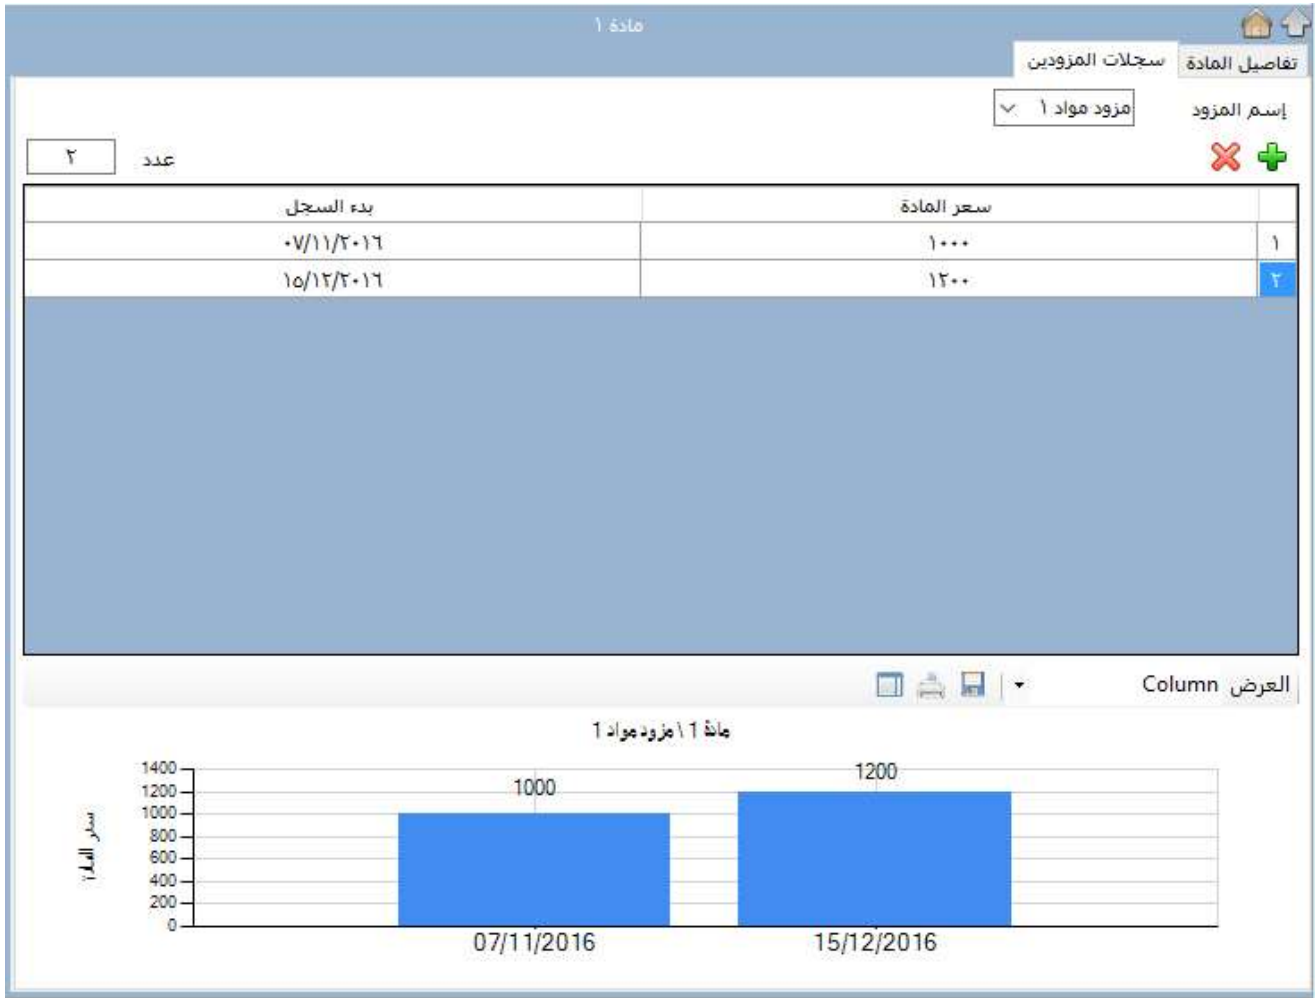 مادة ١
تفاصيل المادة
سجلات المزودين
إسم المزود
مزود مواد ١
عدد
٢
سعر المادة
بدء السجل
١
١٠٠٠
٠٧/١١/٢٠١٦
٢
١٢٠٠
١٥/١٢/٢٠١٦
العرض Column
مادة 1 \ مزود مواد 1
سعر المادة
1400
1200
1000
800
600
400
200
0
1000
1200
07/11/2016
15/12/2016